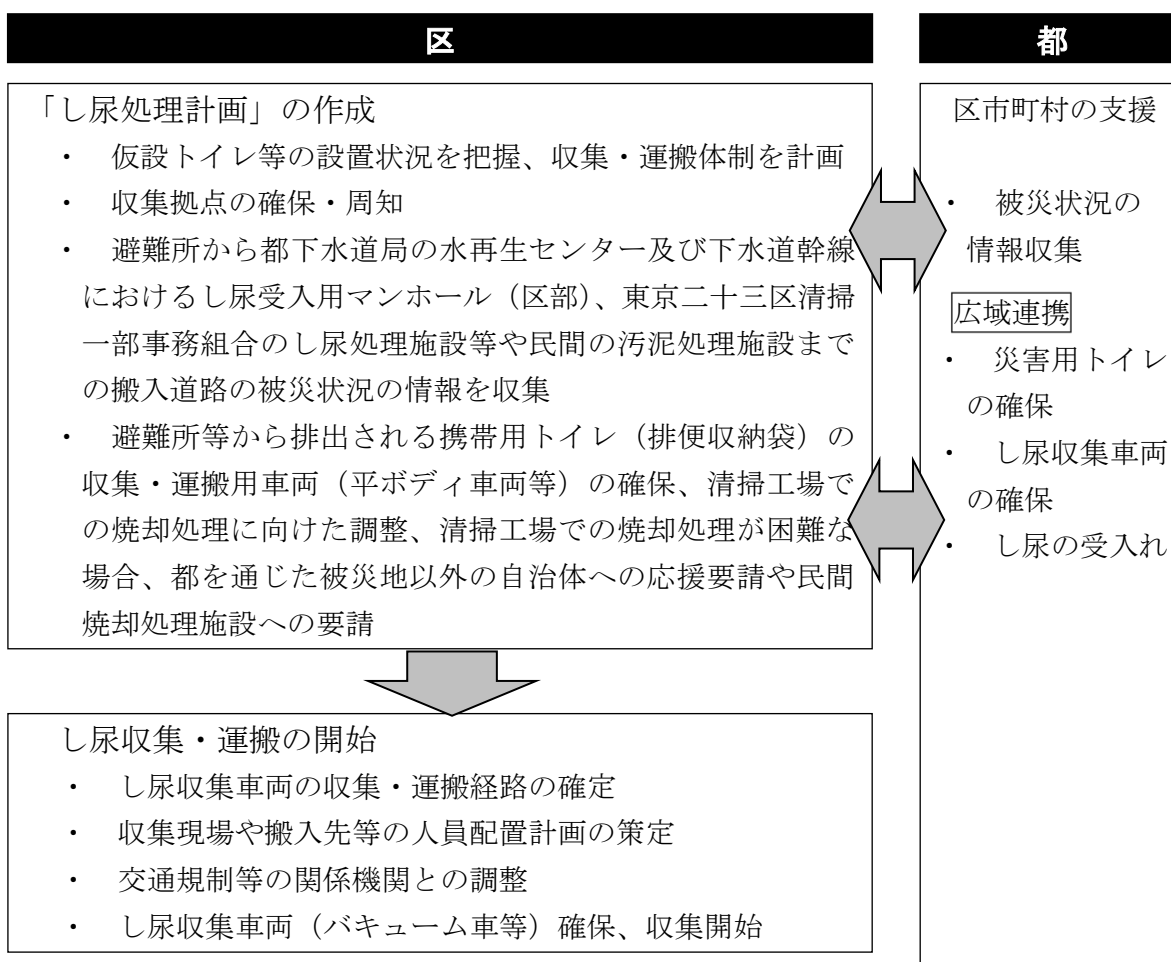 区
「し尿処理計画」の作成
・ 仮設トイレ等の設置状況を把握、収集・運搬体制を計画
・ 収集拠点の確保・周知
・ 避難所から都下水道局の水再生センター及び下水道幹線
におけるし尿受入用マンホール（区部）、東京二十三区清掃
一部事務組合のし尿処理施設等や民間の汚泥処理施設まで
の搬入道路の被災状況の情報を収集
・ 避難所等から排出される携帯用トイレ（排便収納袋）の
収集・運搬用車両（平ボディ車両等）の確保、清掃工場で
の焼却処理に向けた調整、清掃工場での焼却処理が困難な
場合、都を通じた被災地以外の自治体への応援要請や民間
焼却処理施設への要請
し尿収集・運搬の開始
・ し尿収集車両の収集・運搬経路の確定
・ 収集現場や搬入先等の人員配置計画の策定
・ 交通規制等の関係機関との調整
・ し尿収集車両（バキューム車等）確保、収集開始
都
区市町村の支援
・ 被災状況の
情報収集
広域連携
・ 災害用トイレ
の確保
・ し尿収集車両
の確保
・ し尿の受入れ